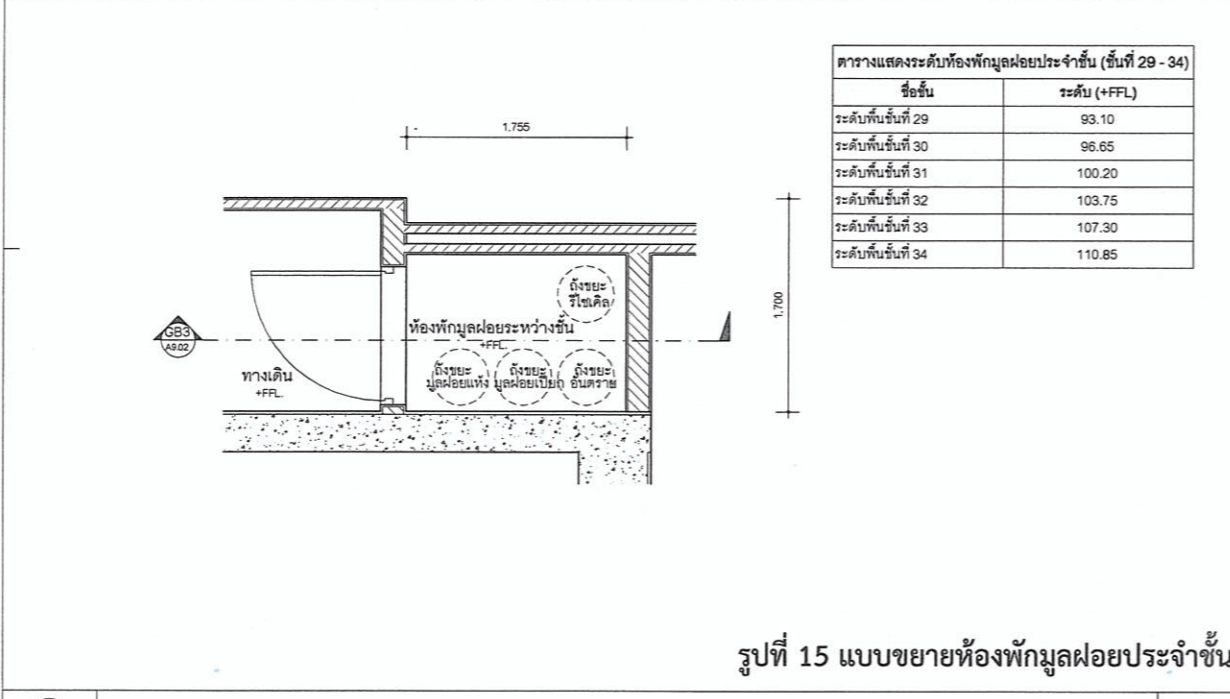 ตารางแสดงระดับห้องพักมูลฝอยประจำชั้น (ชั้นที่ 29 - 34)
ชื่อชั้น ระดับ (+FFL)
ระดับพื้นชั้นที่ 29 93.10
ระดับพื้นชั้นที่ 30 96.65
ระดับพื้นชั้นที่ 31 100.20
ระดับพื้นชั้นที่ 32 103.75
ระดับพื้นชั้นที่ 33 107.30
ระดับพื้นชั้นที่ 34 110.85
1.755
1.700
ถังขยะ
รีไซเคิล
GB3
A9.02
ห้องพักมูลฝอยระหว่างชั้น
+FFL.
ทางเดิน
+FFL.
ถังขยะ
มูลฝอยแห้ง
ถังขยะ
มูลฝอยเปียก
ถังขยะ
อันตราย
รูปที่ 15 แบบขยายห้องพักมูลฝอยประจำชั้น